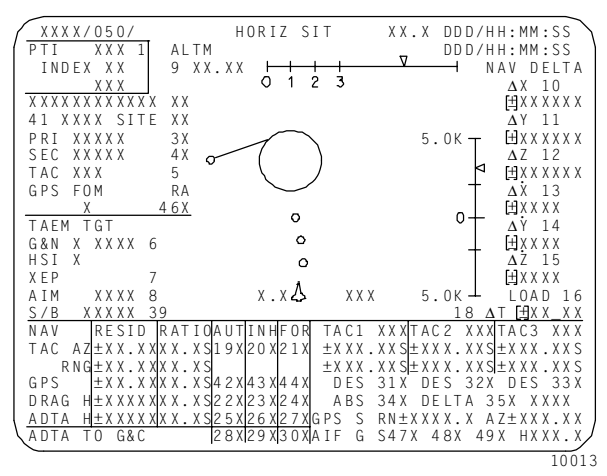 XXXX/050/ HORIZ SIT XX.X DDD/HH:MM:SS
PTI XXX 1 ALTM DDD/HH:MM:SS
INDEX XX 9 XX.XX NAV DELTA
XXX 0 1 2 3 ΔX 10
XXXXXXXXXXXX XX [±]XXXXXX
41 XXXX SITE XX ΔY 11
PRI XXXXX 3X 5.0K [±]XXXXXX
SEC XXXXX 4X ΔZ 12
TAC XXX 5 [±]XXXXXX
GPS FOM RA ΔẊ 13
X 46X [±]XXXX
TAEM TGT 0 ΔẎ 14
G&N X XXXX 6 [±]XXXX
HSI X ΔŻ 15
XEP 7 [±]XXXX
AIM XXXX 8 X.X XXX 5.0K LOAD 16
S/B XXXXX 39 18 ΔT [±]XX_XX
NAV RESID RATIO AUT INH FOR TAC1 XXX TAC2 XXX TAC3 XXX
TAC AZ ±XX.XX XX.XS 19X 20X 21X ±XXX.XXS ±XXX.XXS ±XXX.XXS
RNG ±XX.XX XX.XS ±XXX.XXS ±XXX.XXS ±XXX.XXS
GPS ±XX.XX XX.XS 42X 43X 44X DES 31X DES 32X DES 33X
DRAG H ±XXXXX XX.XS 22X 23X 24X ABS 34X DELTA 35X XXXX
ADTA H ±XXXXX XX.XS 25X 26X 27X GPS S RN±XXXX.X AZ±XXX.XX
ADTA TO G&C 28X 29X 30X AIF G S47X 48X 49X HXXX.X
10013